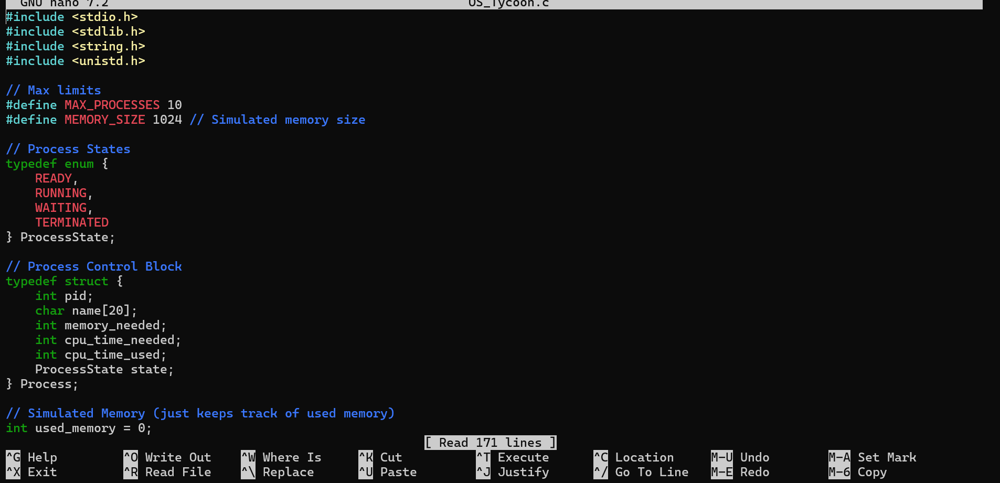 GNU nano 7.2 OS_Tycoon.c
#include <stdio.h>
#include <stdlib.h>
#include <string.h>
#include <unistd.h>

// Max limits
#define MAX_PROCESSES 10
#define MEMORY_SIZE 1024 // Simulated memory size

// Process States
typedef enum {
    READY,
    RUNNING,
    WAITING,
    TERMINATED
} ProcessState;

// Process Control Block
typedef struct {
    int pid;
    char name[20];
    int memory_needed;
    int cpu_time_needed;
    int cpu_time_used;
    ProcessState state;
} Process;

// Simulated Memory (just keeps track of used memory)
int used_memory = 0;
[ Read 171 lines ]
^G Help ^O Write Out ^W Where Is ^K Cut ^T Execute ^C Location M-U Undo M-A Set Mark
^X Exit ^R Read File ^\ Replace ^U Paste ^J Justify ^/ Go To Line M-E Redo M-6 Copy